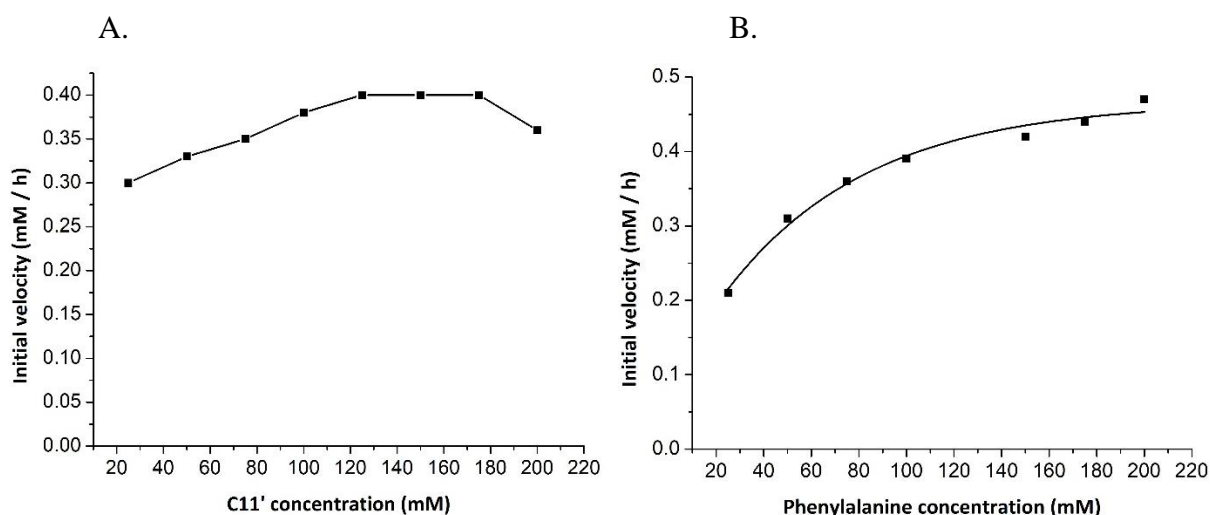 A.
0.40
0.35
0.30
0.25
0.20
0.15
0.10
0.05
0.00
Initial velocity (mM / h)
20 40 60 80 100 120 140 160 180 200 220
C11' concentration (mM)
B.
0.5
0.4
0.3
0.2
0.1
0.0
Initial velocity (mM / h)
20 40 60 80 100 120 140 160 180 200 220
Phenylalanine concentration (mM)